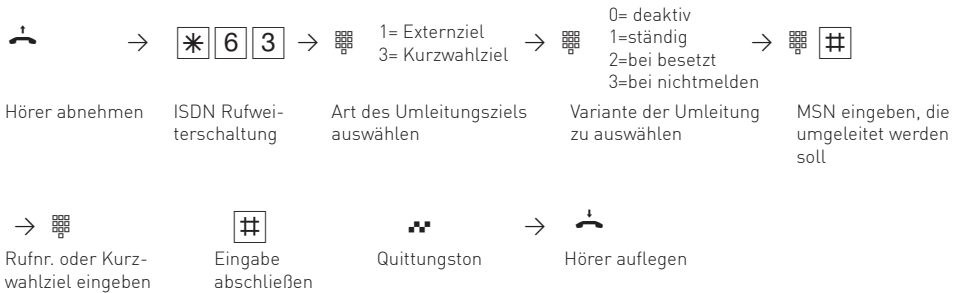 ✱ 6 3
1= Externziel
3= Kurzwahlziel
0= deaktiv
1=ständig
2=bei besetzt
3=bei nichtmelden
#
Hörer abnehmen
ISDN Rufwei-
terschaltung
Art des Umleitungsziels
auswählen
Variante der Umleitung
zu auswählen
MSN eingeben, die
umgeleitet werden
soll
#
Rufnr. oder Kurz-
wahlziel eingeben
Eingabe
abschließen
Quittungston
Hörer auflegen